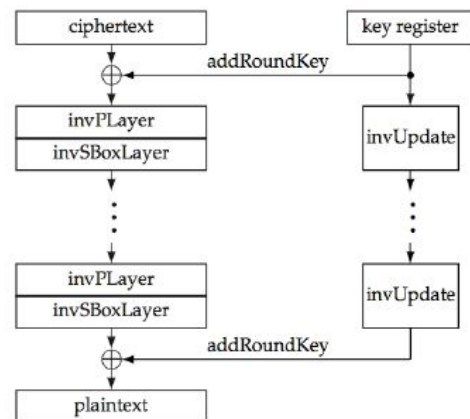 ciphertext
key register
addRoundKey
invPLayer
invSBoxLayer
invUpdate
invPLayer
invSBoxLayer
invUpdate
addRoundKey
plaintext